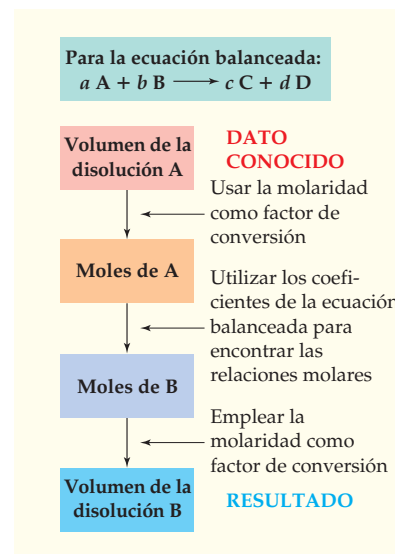 Para la ecuación balanceada:
a A + b B ⟶ c C + d D
Volumen de la
disolución A
DATO
CONOCIDO
Usar la molaridad
como factor de
conversión
Moles de A
Utilizar los coefi-
cientes de la ecuación
balanceada para
encontrar las
relaciones molares
Moles de B
Emplear la
molaridad como
factor de conversión
Volumen de la
disolución B
RESULTADO